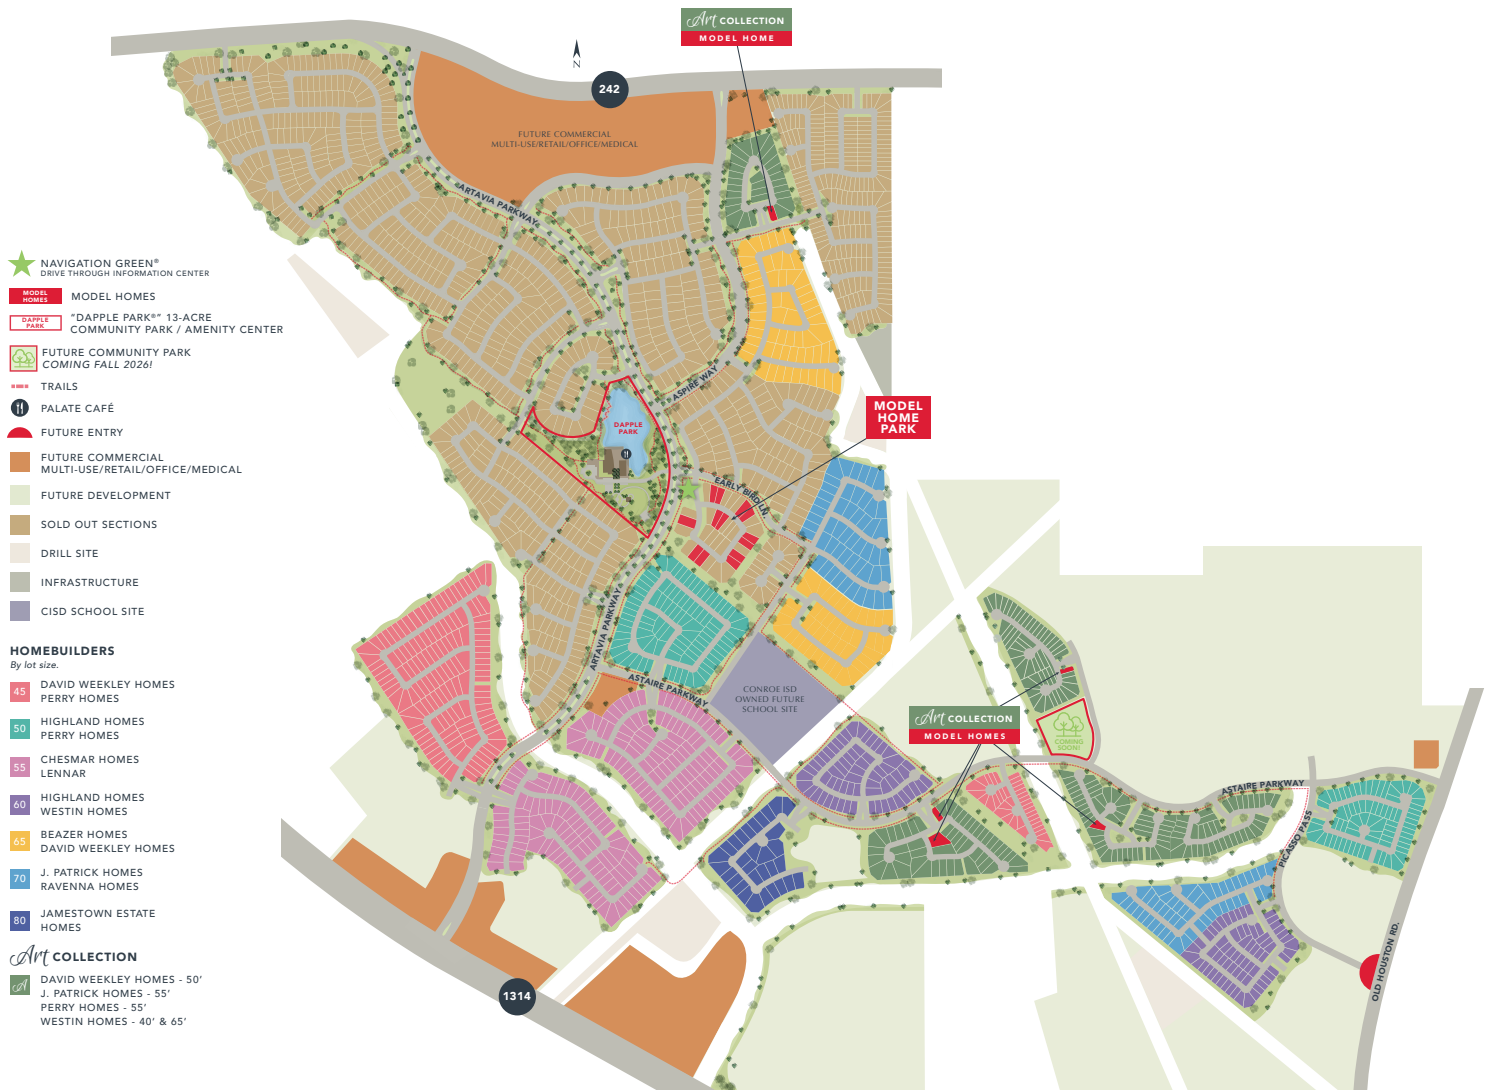 Art COLLECTION
MODEL HOME
N
242
FUTURE COMMERCIAL
MULTI-USE/RETAIL/OFFICE/MEDICAL
ARTAVIA PARKWAY
NAVIGATION GREEN®
DRIVE THROUGH INFORMATION CENTER
MODEL
HOMES
MODEL HOMES
DAPPLE
PARK
"DAPPLE PARK®" 13-ACRE
COMMUNITY PARK / AMENITY CENTER
FUTURE COMMUNITY PARK
COMING FALL 2026!
TRAILS
PALATE CAFÉ
FUTURE ENTRY
FUTURE COMMERCIAL
MULTI-USE/RETAIL/OFFICE/MEDICAL
FUTURE DEVELOPMENT
SOLD OUT SECTIONS
DRILL SITE
INFRASTRUCTURE
CISD SCHOOL SITE
HOMEBUILDERS
By lot size.
45
DAVID WEEKLEY HOMES
PERRY HOMES
50
HIGHLAND HOMES
PERRY HOMES
55
CHESMAR HOMES
LENNAR
60
HIGHLAND HOMES
WESTIN HOMES
65
BEAZER HOMES
DAVID WEEKLEY HOMES
70
J. PATRICK HOMES
RAVENNA HOMES
80
JAMESTOWN ESTATE
HOMES
Art COLLECTION
A
DAVID WEEKLEY HOMES - 50'
J. PATRICK HOMES - 55'
PERRY HOMES - 55'
WESTIN HOMES - 40' & 65'
ASPIRE WAY
DAPPLE
PARK
MODEL
HOME
PARK
EARLY BIRD LN.
ARTAVIA PARKWAY
ASTAIRE PARKWAY
CONROE ISD
OWNED FUTURE
SCHOOL SITE
Art COLLECTION
MODEL HOMES
COMING
SOON!
ASTAIRE PARKWAY
PICASSO PASS
OLD HOUSTON RD.
1314